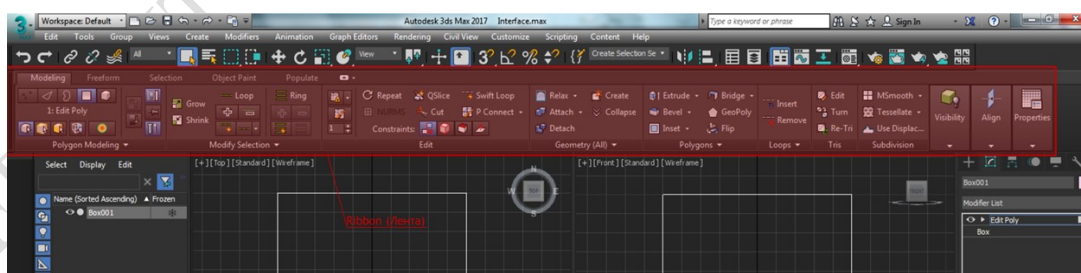 3 Workspace: Default Autodesk 3ds Max 2017 Interface.max Type a keyword or phrase Sign In
Edit Tools Group Views Create Modifiers Animation Graph Editors Rendering Civil View Customize Scripting Content Help
All View 3 % Create Selection Se
Modeling Freeform Selection Object Paint Populate
Grow Loop Ring Repeat QSlice Swift Loop Relax Create Extrude Bridge Insert Edit MSmooth
1: Edit Poly Shrink NURMS Cut P Connect Attach Collapse Bevel GeoPoly Remove Turn Tessellate Visibility Align Properties
1 Constraints: Detach Inset Flip Re-Tri Use Displac...
Polygon Modeling Modify Selection Edit Geometry (All) Polygons Loops Tris Subdivision
Select Display Edit [+] [Top] [Standard] [Wireframe] [+] [Front] [Standard] [Wireframe]
N
W TOP E FRONT Box001
Name (Sorted Ascending) Frozen Modifier List
S
Box001 Ribbon (Лента) Edit Poly
Box